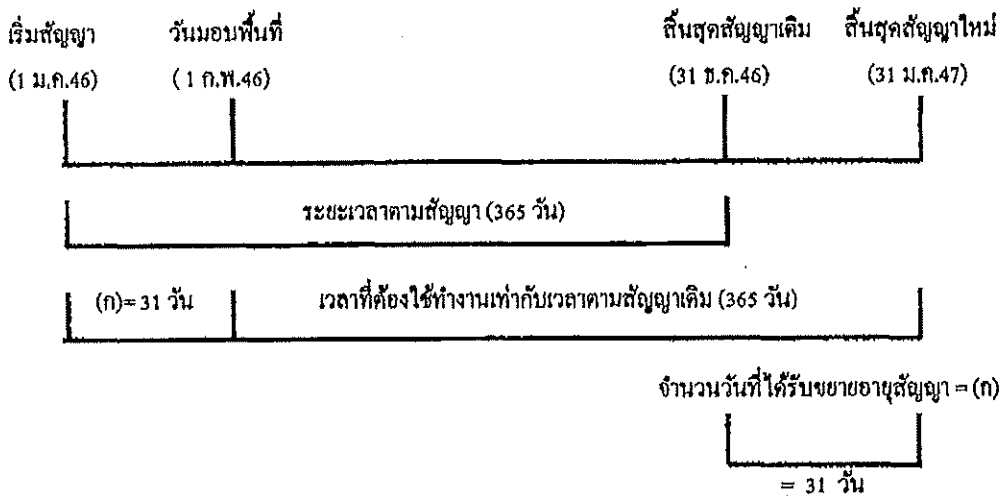 เริ่มสัญญา วันมอบพื้นที่ สิ้นสุดสัญญาเดิม สิ้นสุดสัญญาใหม่
(1 ม.ค.46) (1 ก.พ.46) (31 ธ.ค.46) (31 ม.ค.47)
ระยะเวลาตามสัญญา (365 วัน)
(ก)= 31 วัน เวลาที่ต้องใช้ทำงานเท่ากับเวลาตามสัญญาเดิม (365 วัน)
จำนวนวันที่ได้รับขยายอายุสัญญา = (ก)
= 31 วัน